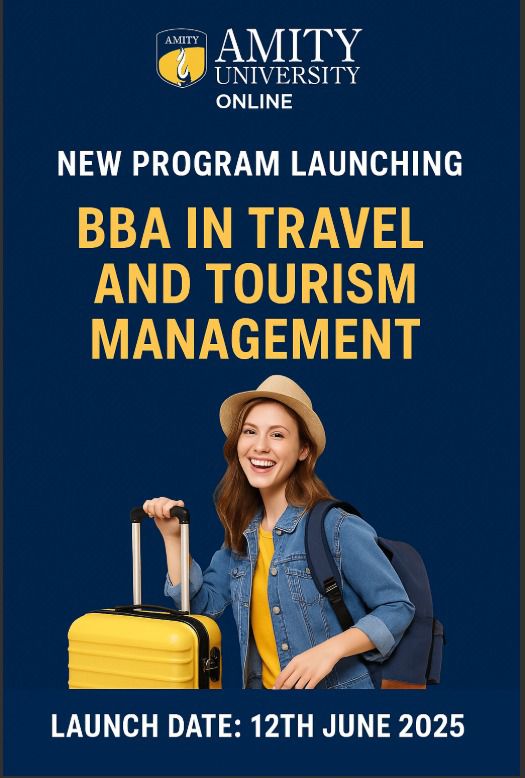 AMITY
AMITY
UNIVERSITY
ONLINE
NEW PROGRAM LAUNCHING
BBA IN TRAVEL
AND TOURISM
MANAGEMENT
LAUNCH DATE: 12TH JUNE 2025